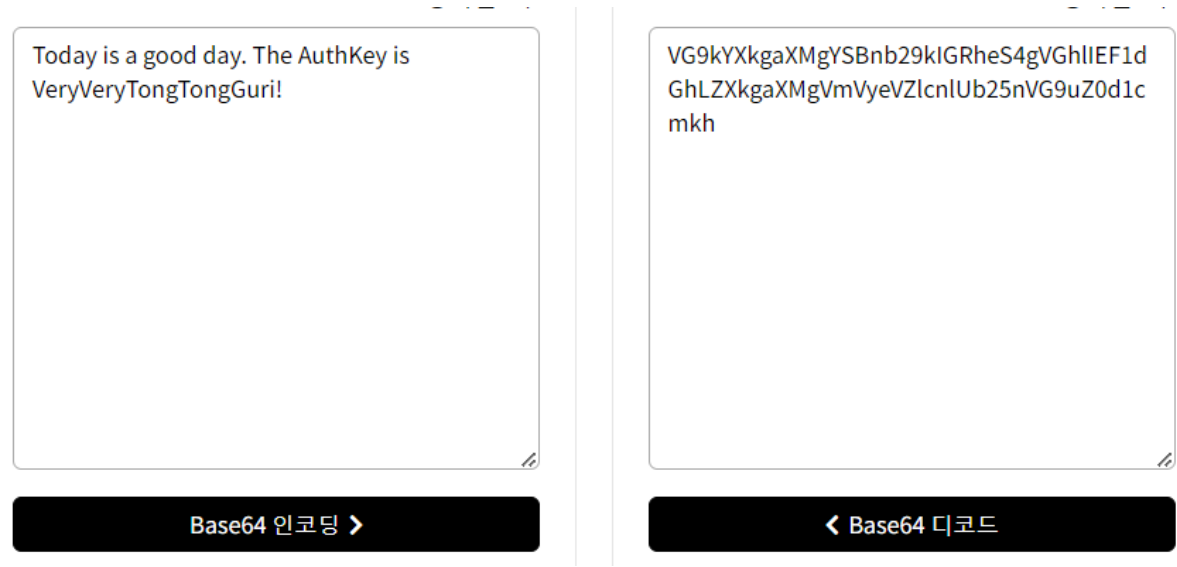 Today is a good day. The AuthKey is
VeryVeryTongTongGuri!
VG9kYXkgaXMgYSBnb29kIGRheS4gVGhlIEF1d
GhLZXkgaXMgVmVyeVZlcnlUb25nVG9uZ0d1c
mkh
Base64 인코딩
Base64 디코드